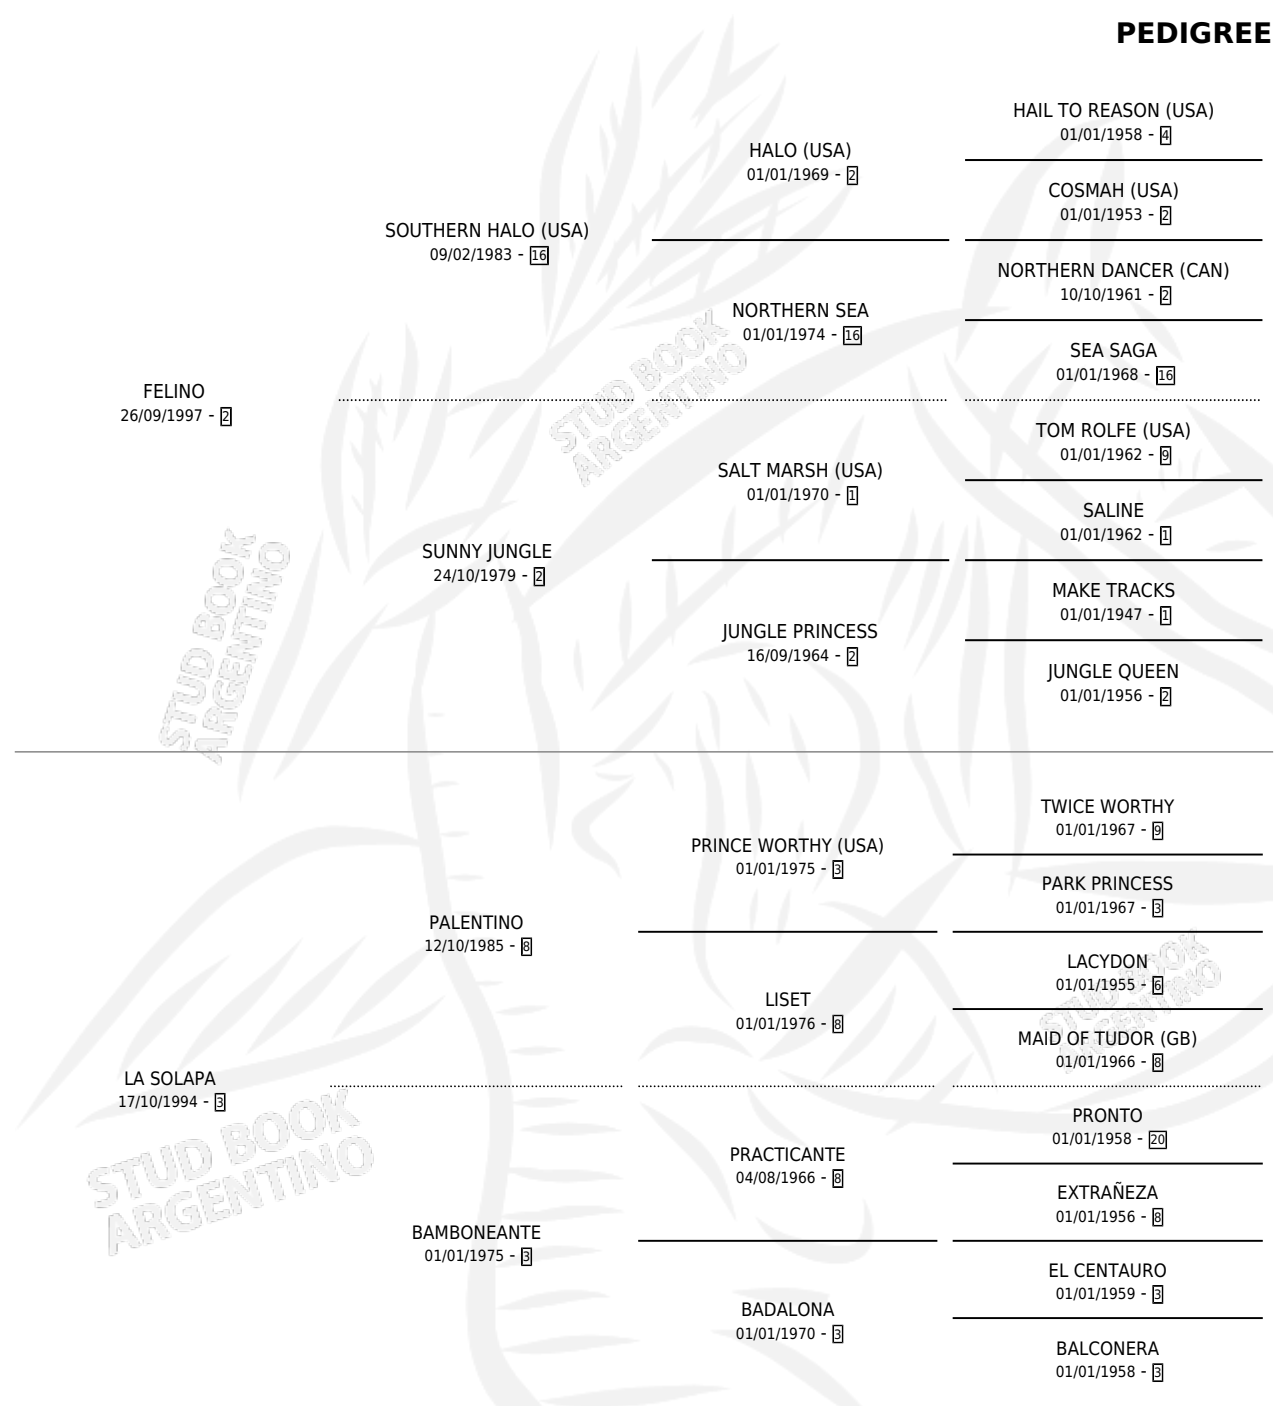 PEDIGREE
HAIL TO REASON (USA)
01/01/1958 - 4
HALO (USA)
01/01/1969 - 2
COSMAH (USA)
01/01/1953 - 2
SOUTHERN HALO (USA)
09/02/1983 - 16
NORTHERN DANCER (CAN)
10/10/1961 - 2
NORTHERN SEA
01/01/1974 - 16
SEA SAGA
01/01/1968 - 16
FELINO
26/09/1997 - 2
TOM ROLFE (USA)
01/01/1962 - 9
SALT MARSH (USA)
01/01/1970 - 1
SALINE
01/01/1962 - 1
SUNNY JUNGLE
24/10/1979 - 2
MAKE TRACKS
01/01/1947 - 1
JUNGLE PRINCESS
16/09/1964 - 2
JUNGLE QUEEN
01/01/1956 - 2
TWICE WORTHY
01/01/1967 - 9
PRINCE WORTHY (USA)
01/01/1975 - 3
PARK PRINCESS
01/01/1967 - 3
PALENTINO
12/10/1985 - 8
LACYDON
01/01/1955 - 6
LISET
01/01/1976 - 8
MAID OF TUDOR (GB)
01/01/1966 - 8
LA SOLAPA
17/10/1994 - 3
PRONTO
01/01/1958 - 20
PRACTICANTE
04/08/1966 - 8
EXTRAÑEZA
01/01/1956 - 8
BAMBONEANTE
01/01/1975 - 3
EL CENTAURO
01/01/1959 - 3
BADALONA
01/01/1970 - 3
BALCONERA
01/01/1958 - 3
STUD BOOK
ARGENTINO
STUD BOOK
ARGENTINO
STUD BOOK
ARGENTINO
STUD BOOK
ARGENTINO